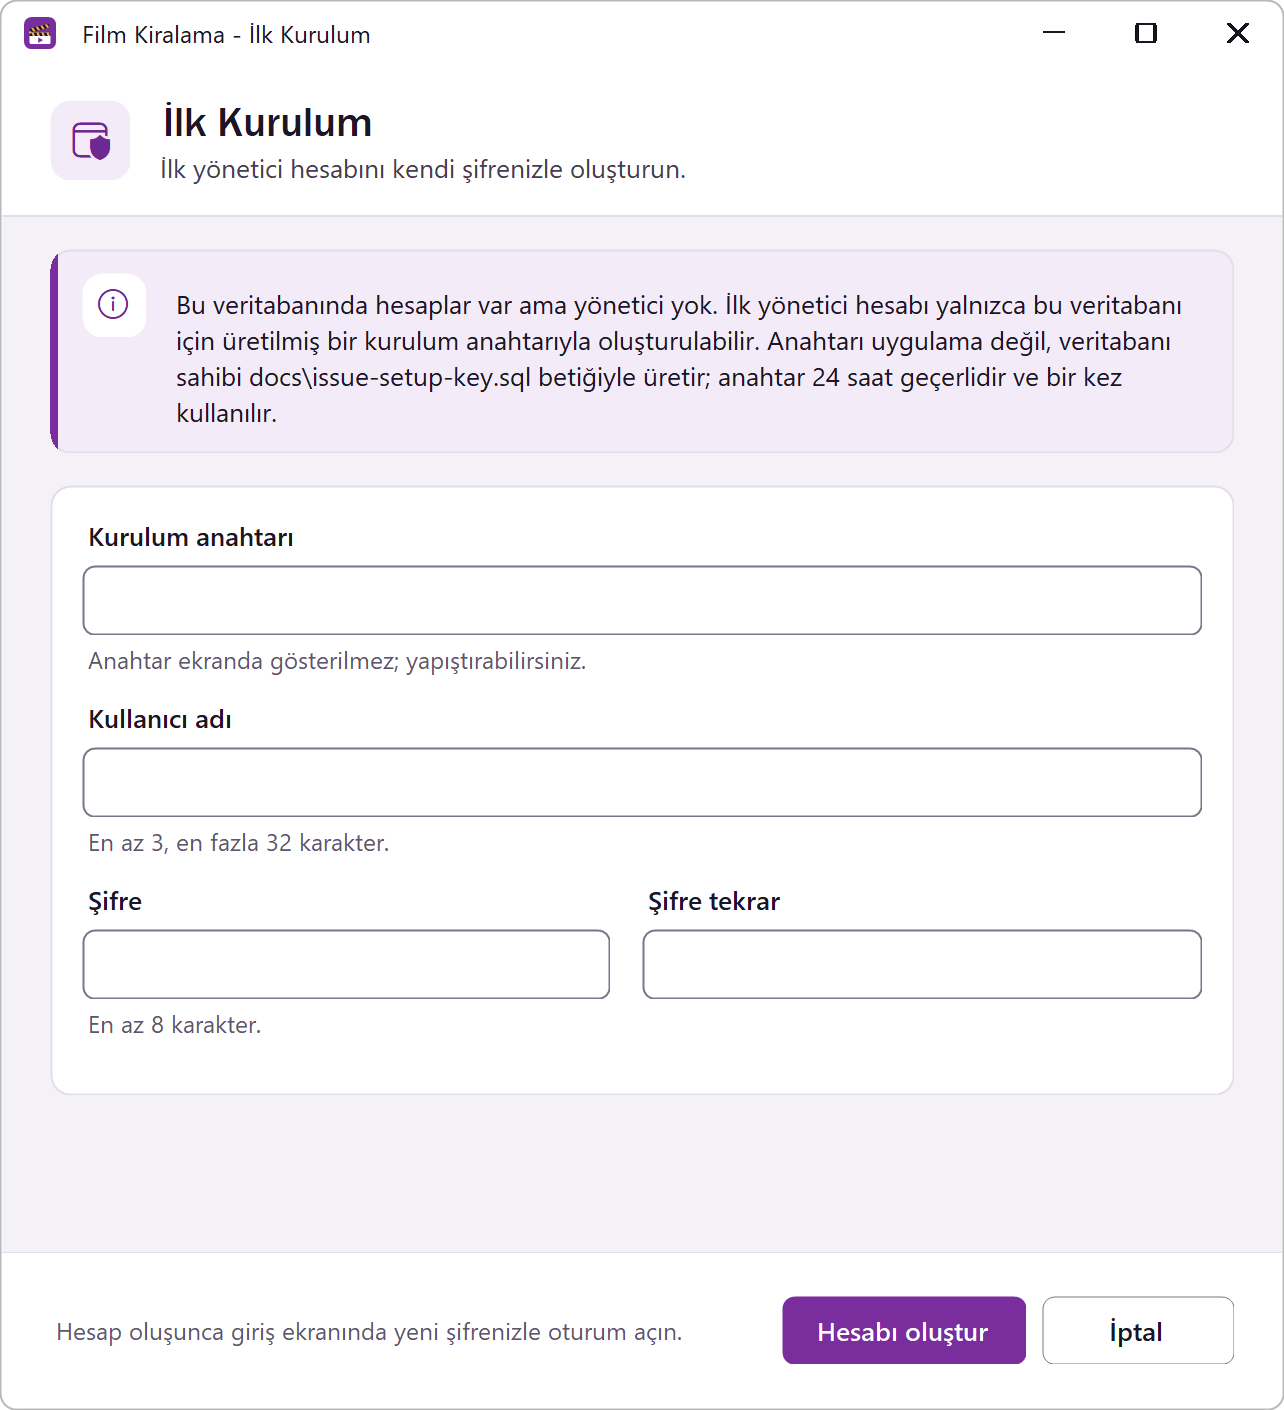 Film Kiralama - İlk Kurulum
İlk Kurulum
İlk yönetici hesabını kendi şifrenizle oluşturun.
Bu veritabanında hesaplar var ama yönetici yok. İlk yönetici hesabı yalnızca bu veritabanı
için üretilmiş bir kurulum anahtarıyla oluşturulabilir. Anahtarı uygulama değil, veritabanı
sahibi docs\issue-setup-key.sql betiğiyle üretir; anahtar 24 saat geçerlidir ve bir kez
kullanılır.
Kurulum anahtarı
Anahtar ekranda gösterilmez; yapıştırabilirsiniz.
Kullanıcı adı
En az 3, en fazla 32 karakter.
Şifre
Şifre tekrar
En az 8 karakter.
Hesap oluşunca giriş ekranında yeni şifrenizle oturum açın.
Hesabı oluştur
İptal